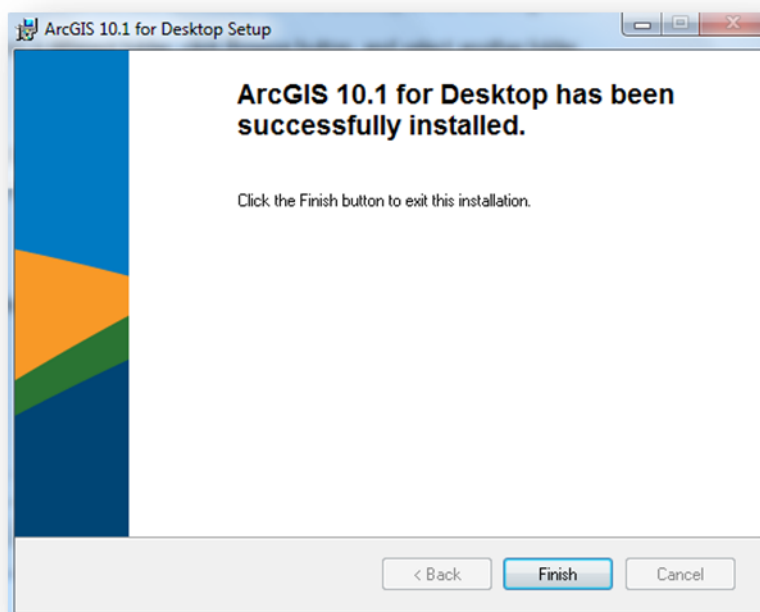 ArcGIS 10.1 for Desktop Setup
ArcGIS 10.1 for Desktop has been
successfully installed.
Click the Finish button to exit this installation.
< Back
Finish
Cancel